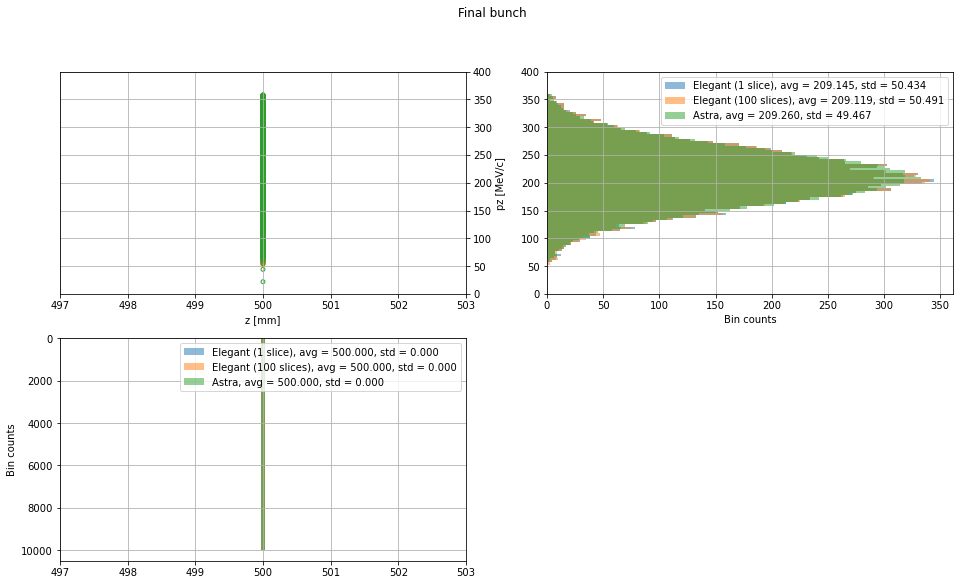 Final bunch
400
350
300
250
200
150
100
50
0
pz [MeV/c]
497 498 499 500 501 502 503
z [mm]
400
300
200
100
0
Elegant (1 slice), avg = 209.145, std = 50.434
Elegant (100 slices), avg = 209.119, std = 50.491
Astra, avg = 209.260, std = 49.467
0 50 100 150 200 250 300 350
Bin counts
0
2000
4000
6000
8000
10000
Bin counts
Elegant (1 slice), avg = 500.000, std = 0.000
Elegant (100 slices), avg = 500.000, std = 0.000
Astra, avg = 500.000, std = 0.000
497 498 499 500 501 502 503